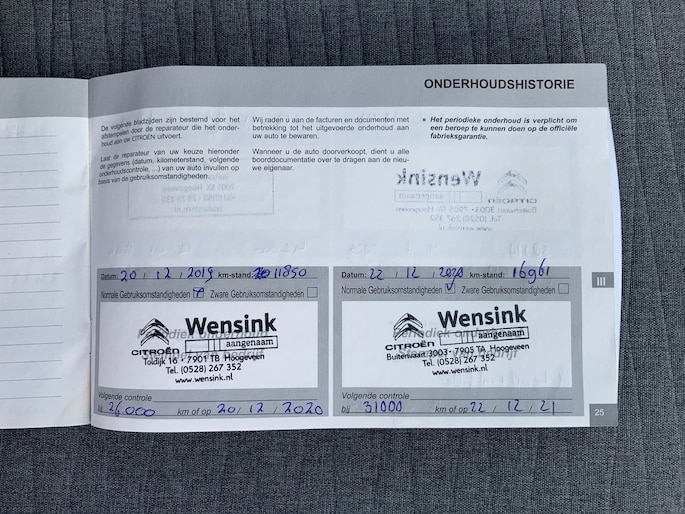 ONDERHOUDSHISTORIE
De volgende bladzijden zijn bestemd voor het
afstempelen door de reparateur die het onder-
houd aan uw CITROËN uitvoert.
Laat de reparateur van uw keuze hieronder
de gegevens (datum, kilometerstand, volgende
onderhoudscontrole, ...) van uw auto invullen op
basis van de gebruiksomstandigheden.
Wij raden u aan de facturen en documenten met
betrekking tot het uitgevoerde onderhoud aan
uw auto te bewaren.
Wanneer u de auto doorverkoopt, dient u alle
boorddocumentatie over te dragen aan de nieu-
we eigenaar.
Het periodieke onderhoud is verplicht om
een beroep te kunnen doen op de officiële
fabrieksgarantie.
Datum: 20 / 12 / 2019 km-stand: 11850
Normale Gebruiksomstandigheden Zware Gebruiksomstandigheden
Wensink
aangenaam
CITROËN
Toldijk 16 - 7901 TB Hoogeveen
Tel. (0528) 267 352
www.wensink.nl
Volgende controle
bij 26.000 km of op 20 / 12 / 2020
Datum: 22 / 12 / 2020 km-stand: 16961
Normale Gebruiksomstandigheden Zware Gebruiksomstandigheden
Wensink
aangenaam
CITROËN
Buitenvaart 3003 - 7905 TA Hoogeveen
Tel. (0528) 267 352
www.wensink.nl
Volgende controle
bij 31000 km of op 22 / 12 / 21
III
25